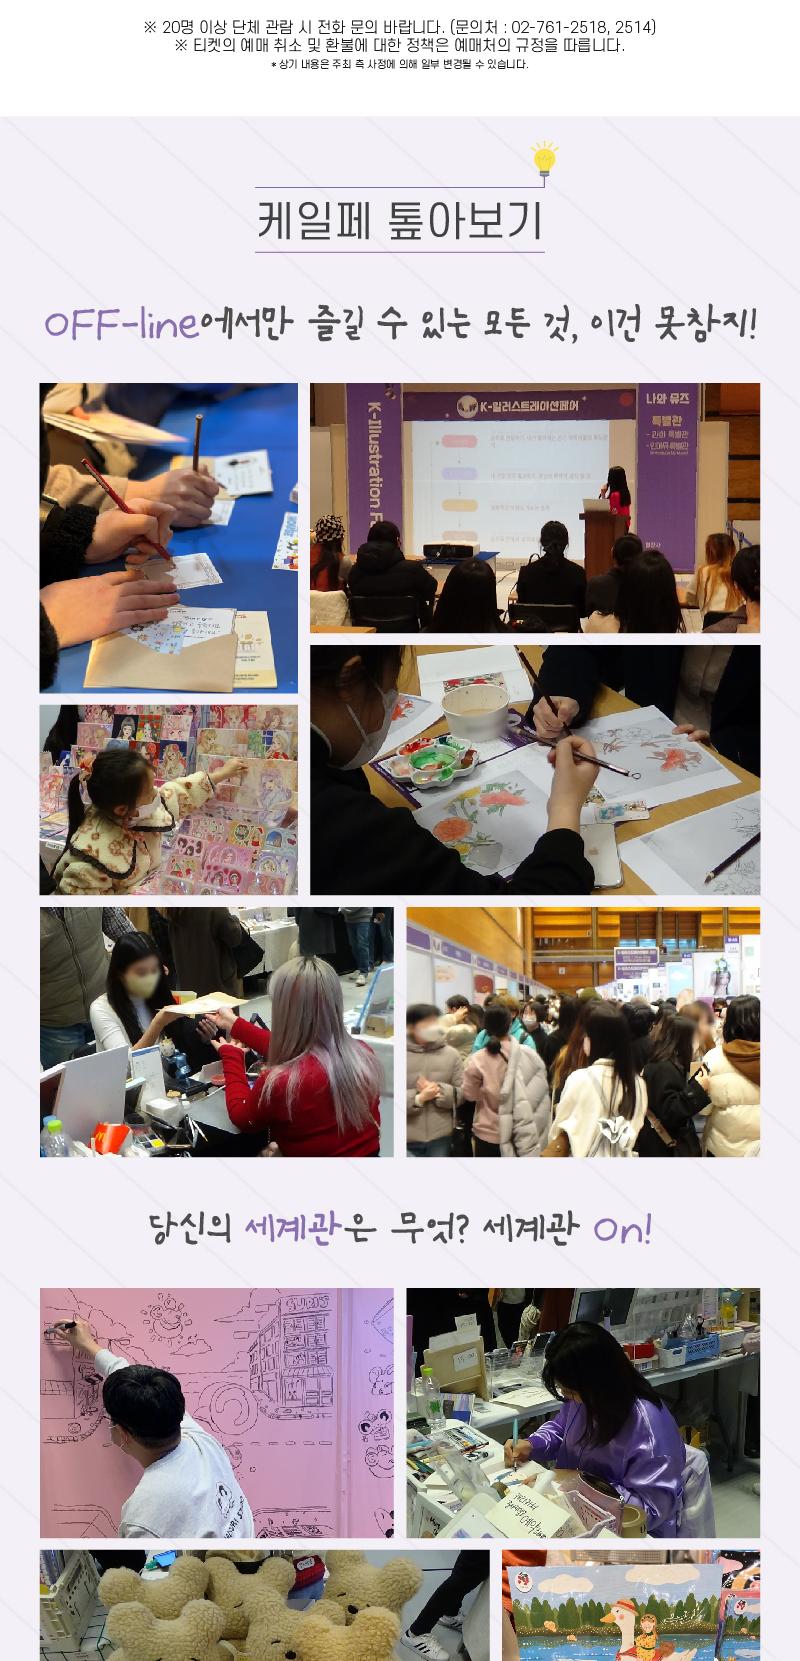 ※ 20명 이상 단체 관람 시 전화 문의 바랍니다. (문의처 : 02-761-2518, 2514)
※ 티켓의 예매 취소 및 환불에 대한 정책은 예매처의 규정을 따릅니다.
* 상기 내용은 주최 측 사정에 의해 일부 변경될 수 있습니다.
케일페 톺아보기
OFF-line에서만 즐길 수 있는 모든 것, 이건 못참지!
K-일러스트레이션페어
K-Illustration F
나와 뮤즈
특별관
당신의 세계관은 무엇? 세계관 On!